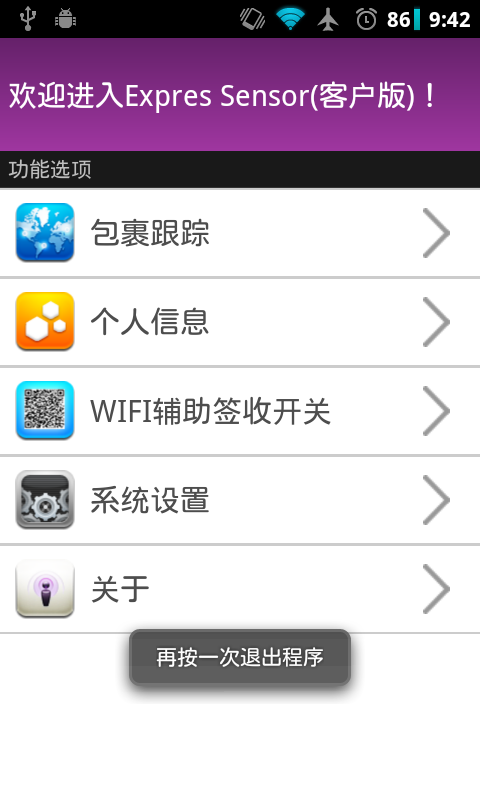 86 9:42
欢迎进入Expres Sensor(客户版)！
功能选项
包裹跟踪
个人信息
WIFI辅助签收开关
系统设置
关于
再按一次退出程序